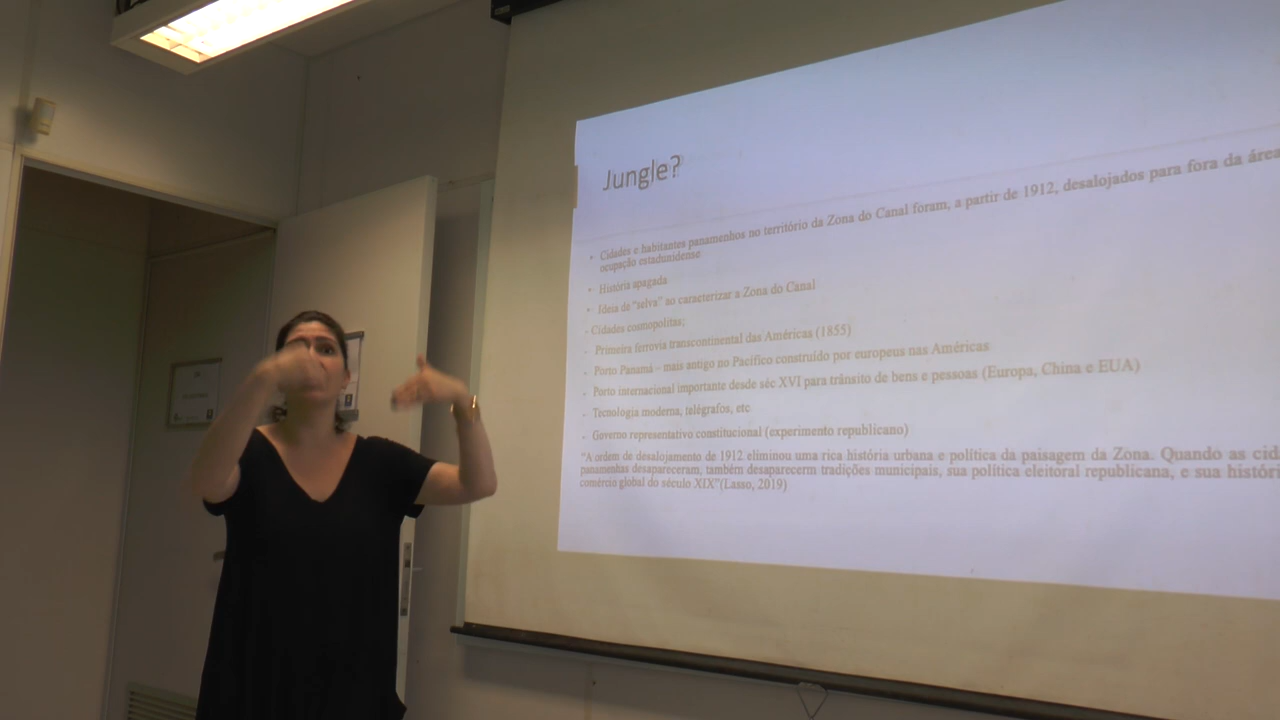 Jungle?
• Cidades e habitantes panamenhos no território da Zona do Canal foram, a partir de 1912, desalojados para fora da área
ocupação estadunidense
• História apagada
• Ideia de “selva” ao caracterizar a Zona do Canal
- Cidades cosmopolitas;
- Primeira ferrovia transcontinental das Américas (1855)
- Porto Panamá – mais antigo no Pacífico construído por europeus nas Américas
- Porto internacional importante desde séc XVI para trânsito de bens e pessoas (Europa, China e EUA)
- Tecnologia moderna, telégrafos, etc
- Governo representativo constitucional (experimento republicano)
“A ordem de desalojamento de 1912 eliminou uma rica história urbana e política da paisagem da Zona. Quando as cid
panamenhas desapareceram, também desaparecerm tradições municipais, sua política eleitoral republicana, e sua históri
comércio global do século XIX”(Lasso, 2019)